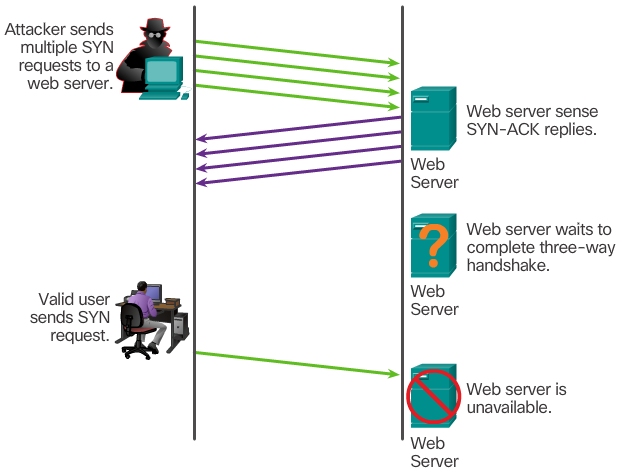 Attacker sends
multiple SYN
requests to a
web server.
Web server sense
SYN-ACK replies.
Web
Server
Web server waits to
complete three-way
handshake.
Web
Server
Valid user
sends SYN
request.
Web server is
unavailable.
Web
Server